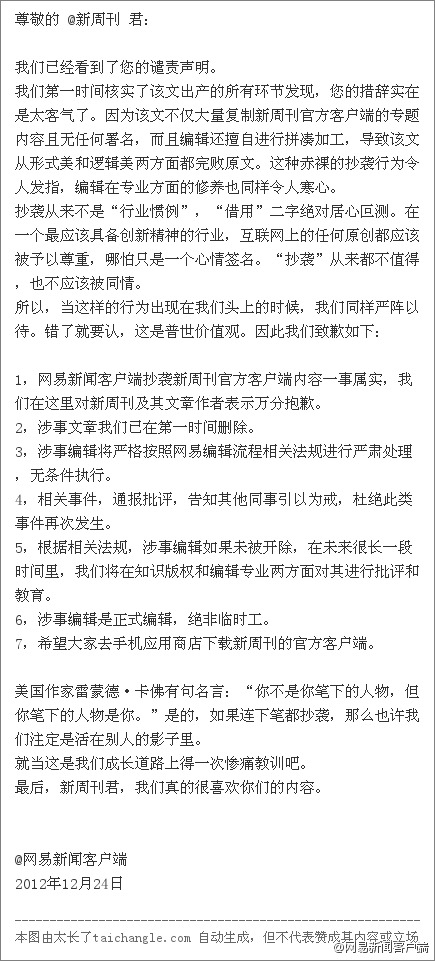 尊敬的 @新周刊 君:
我们已经看到了您的谴责声明。
我们第一时间核实了该文出产的所有环节发现，您的措辞实在
是太客气了。因为该文不仅大量复制新周刊官方客户端的专题
内容且无任何署名，而且编辑还擅自进行拼凑加工，导致该文
从形式美和逻辑美两方面都完败原文。这种赤裸的抄袭行为令
人发指，编辑在专业方面的修养也同样令人寒心。
抄袭从来不是“行业惯例”，“借用”二字绝对居心叵测。在
一个最应该具备创新精神的行业，互联网上的任何原创都应该
被予以尊重，哪怕只是一个心情签名。“抄袭”从来都不值得
，也不应该被同情。
所以，当这样的行为出现在我们头上的时候，我们同样严阵以
待。错了就要认，这是普世价值观。因此我们致歉如下：
1，网易新闻客户端抄袭新周刊官方客户端内容一事属实，我
们在这里对新周刊及其文章作者表示万分抱歉。
2，涉事文章我们已在第一时间删除。
3，涉事编辑将严格按照网易编辑流程相关法规进行严肃处理
，无条件执行。
4，相关事件，通报批评，告知其他同事引以为戒，杜绝此类
事件再次发生。
5，根据相关法规，涉事编辑如果未被开除，在未来很长一段
时间里，我们将在知识版权和编辑专业两方面对其进行批评和
教育。
6，涉事编辑是正式编辑，绝非临时工。
7，希望大家去手机应用商店下载新周刊的官方客户端。
美国作家雷蒙德·卡佛有句名言：“你不是你笔下的人物，但
你笔下的人物是你。”是的，如果连下笔都抄袭，那么也许我
们注定是活在别人的影子里。
就当这是我们成长道路上得一次惨痛教训吧。
最后，新周刊君，我们真的很喜欢你们的内容。
@网易新闻客户端
2012年12月24日
本图由太长了taichangle.com 自动生成，但不代表赞成其内容或立场
@网易新闻客户端